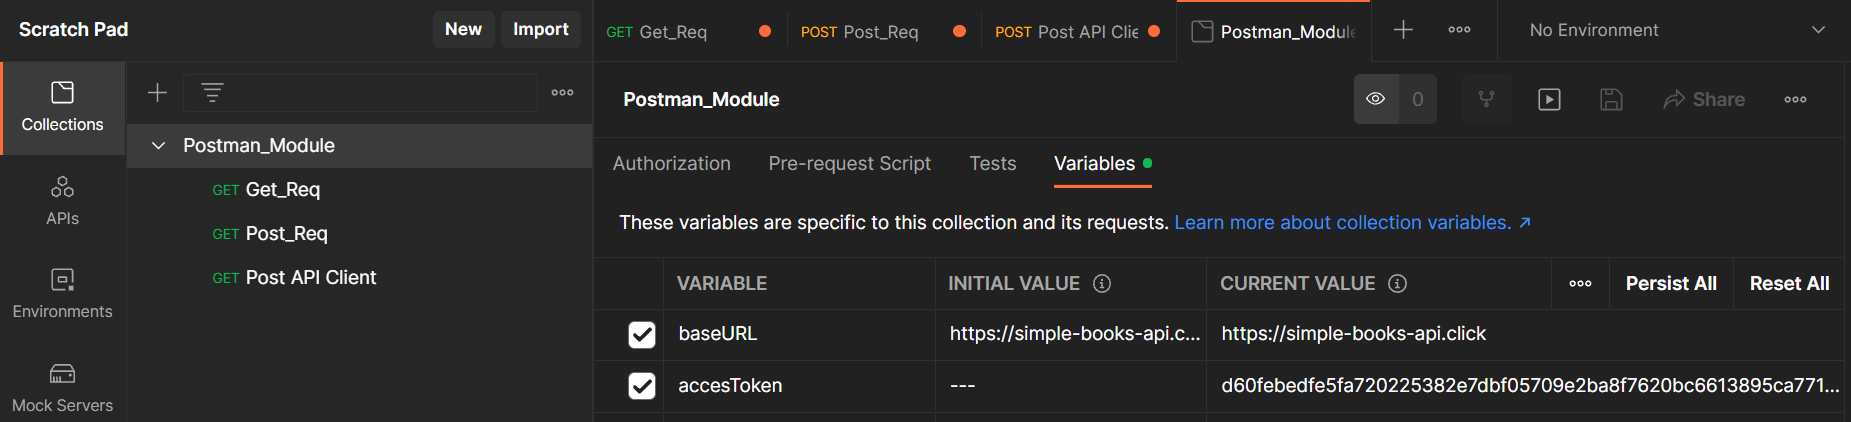 Scratch Pad
New
Import
GET Get_Req
POST Post_Req
POST Post API Clie
Postman_Module
No Environment
Collections
APIs
Environments
Mock Servers
Postman_Module
GET Get_Req
GET Post_Req
GET Post API Client
Postman_Module
0
Share
Authorization
Pre-request Script
Tests
Variables
These variables are specific to this collection and its requests. Learn more about collection variables. ↗
VARIABLE
INITIAL VALUE
CURRENT VALUE
Persist All
Reset All
baseURL
https://simple-books-api.c...
https://simple-books-api.click
accesToken
---
d60febedfe5fa720225382e7dbf05709e2ba8f7620bc6613895ca771...